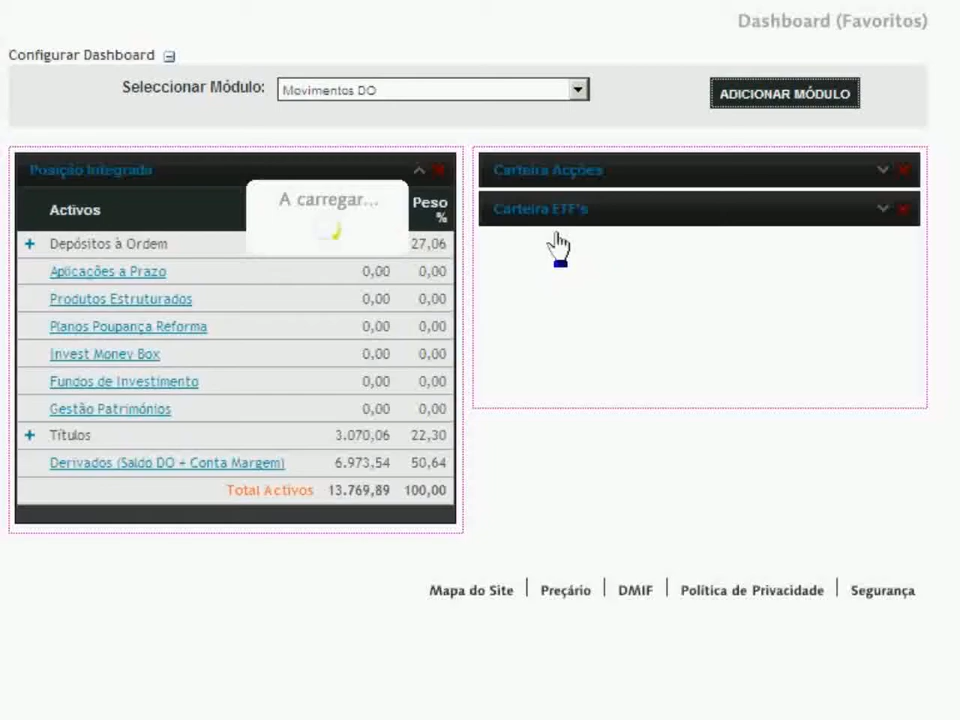 Dashboard (Favoritos)
Configurar Dashboard
Seleccionar Módulo: Movimentos DO ADICIONAR MÓDULO
Posição Integrada
Carteira Acções
A carregar...
Activos Peso %
Carteira ETF's
Depósitos à Ordem 27,06
Aplicações a Prazo 0,00 0,00
Produtos Estruturados 0,00 0,00
Planos Poupança Reforma 0,00 0,00
Invest Money Box 0,00 0,00
Fundos de Investimento 0,00 0,00
Gestão Patrimónios 0,00 0,00
Títulos 3.070,06 22,30
Derivados (Saldo DO + Conta Margem) 6.973,54 50,64
Total Activos 13.769,89 100,00
Mapa do Site | Preçário | DMIF | Política de Privacidade | Segurança